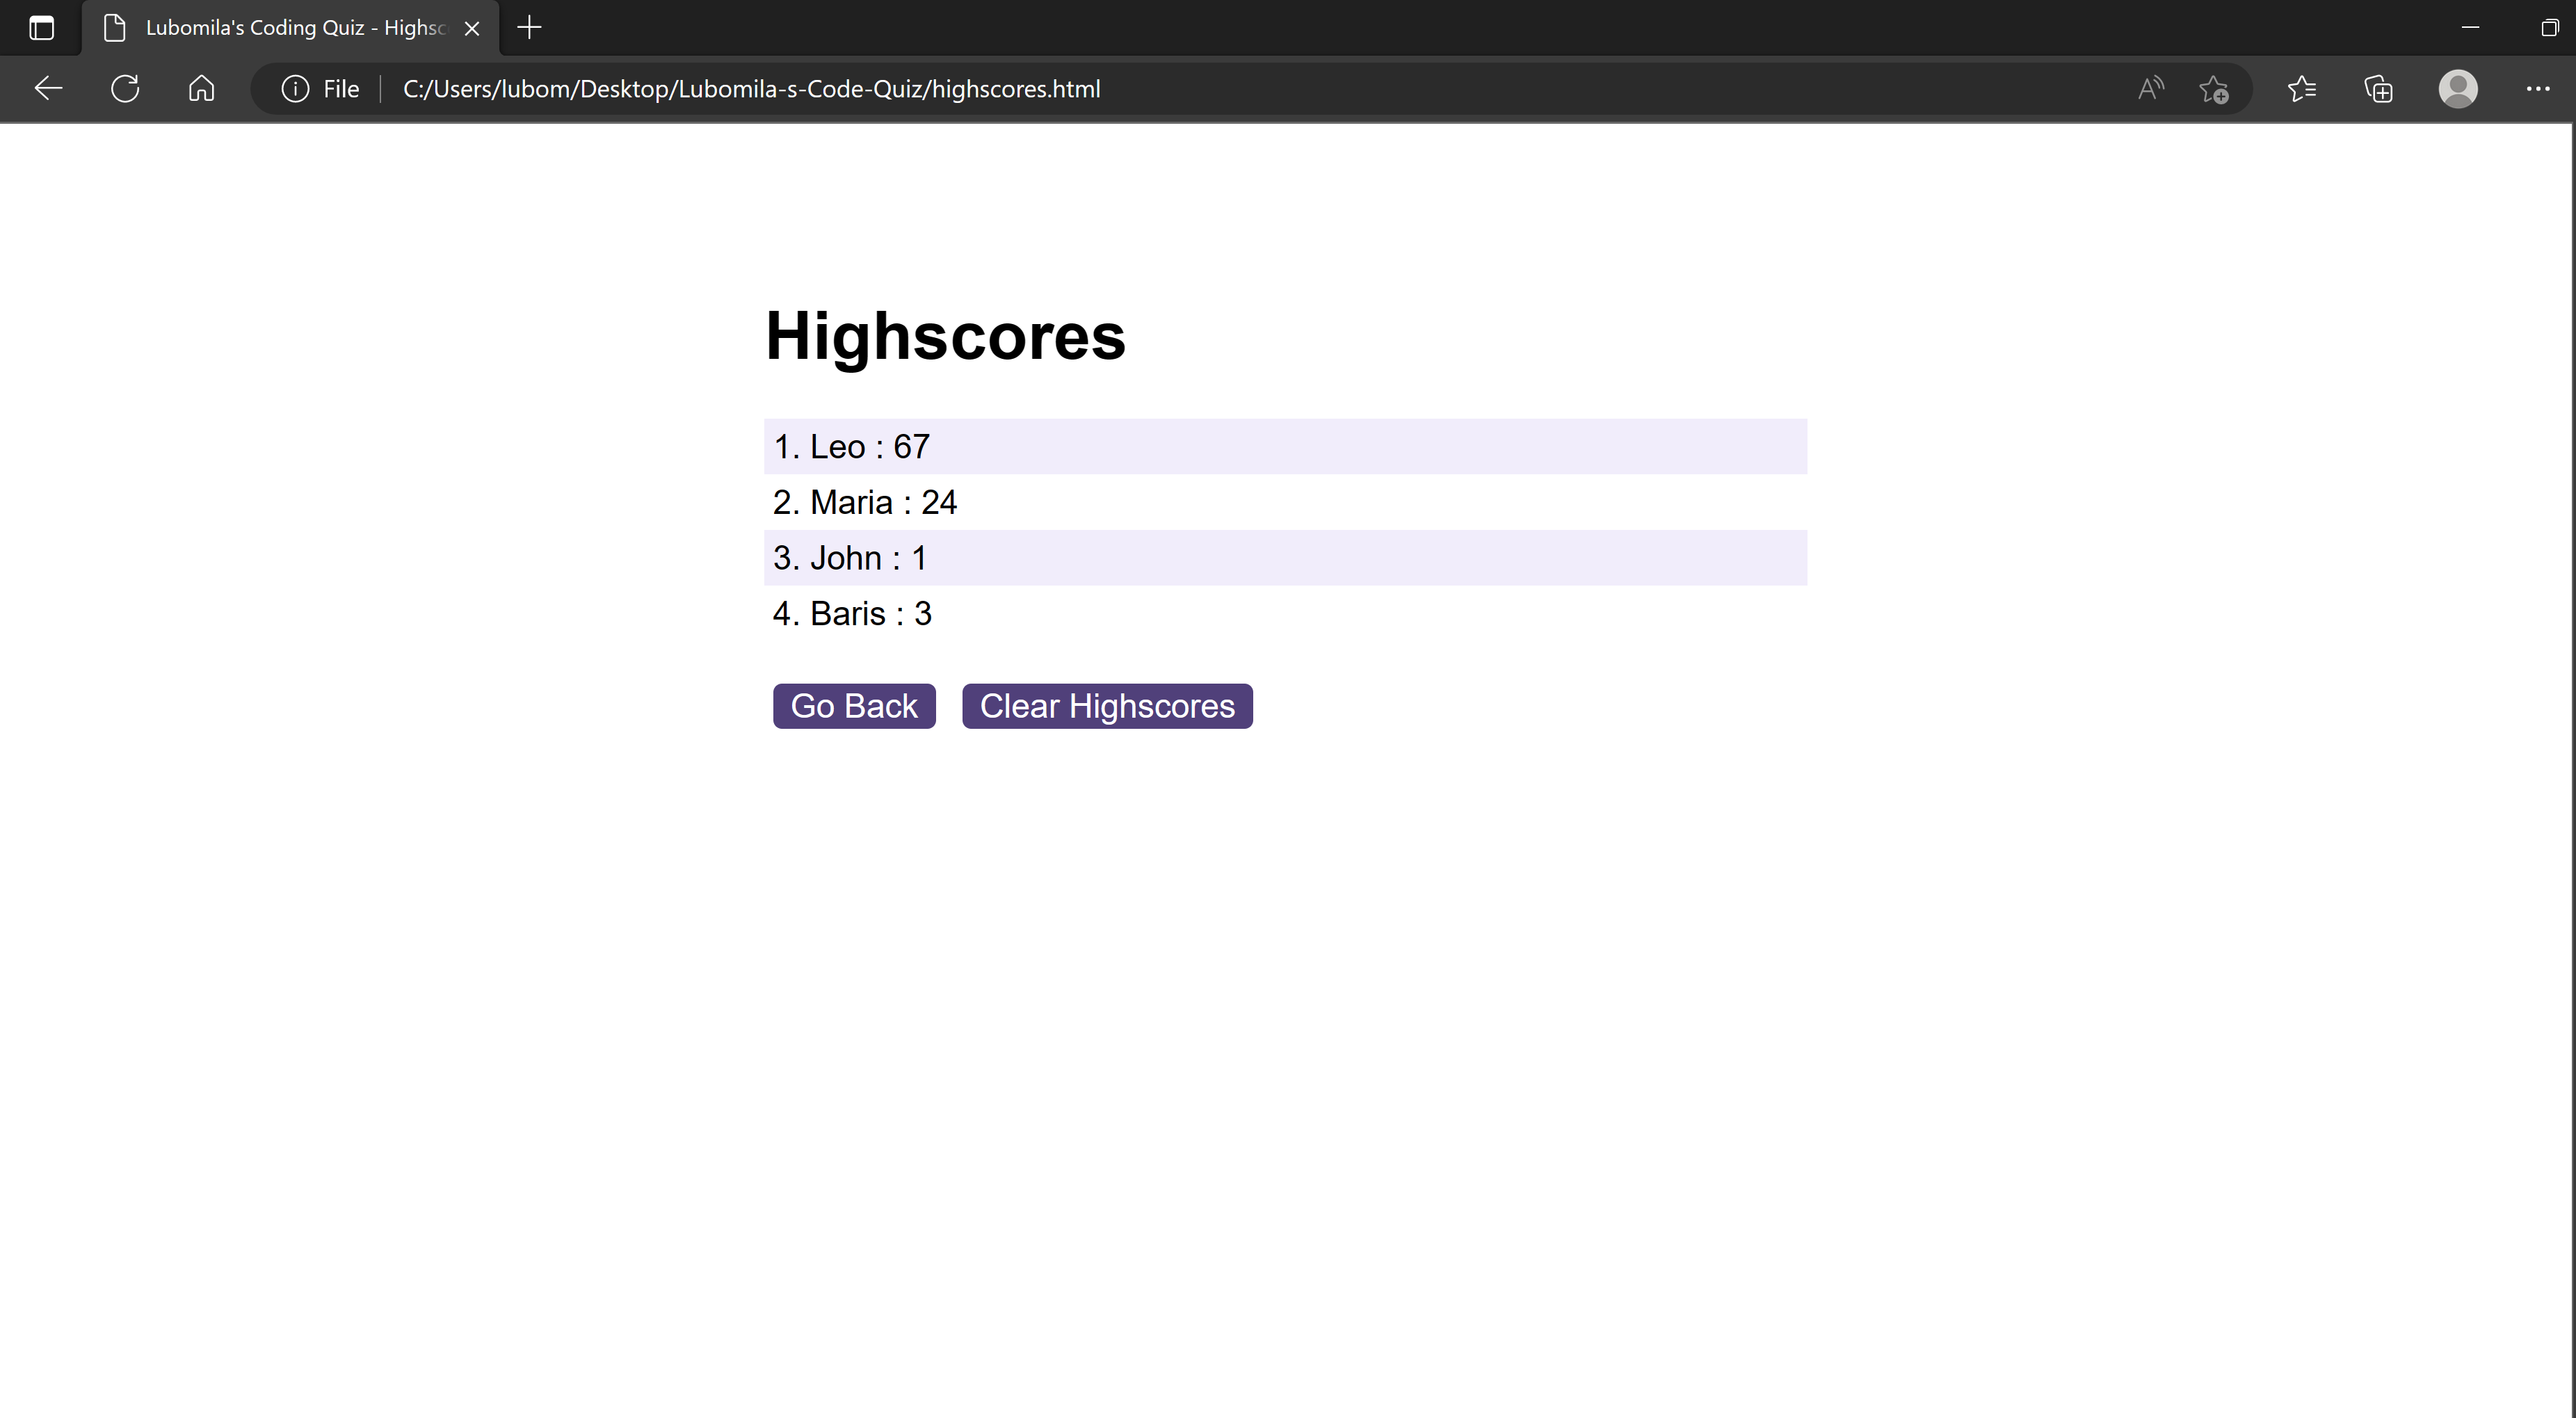 Lubomila's Coding Quiz - Highsc
File C:/Users/lubom/Desktop/Lubomila-s-Code-Quiz/highscores.html
Highscores
1. Leo : 67
2. Maria : 24
3. John : 1
4. Baris : 3
Go Back Clear Highscores